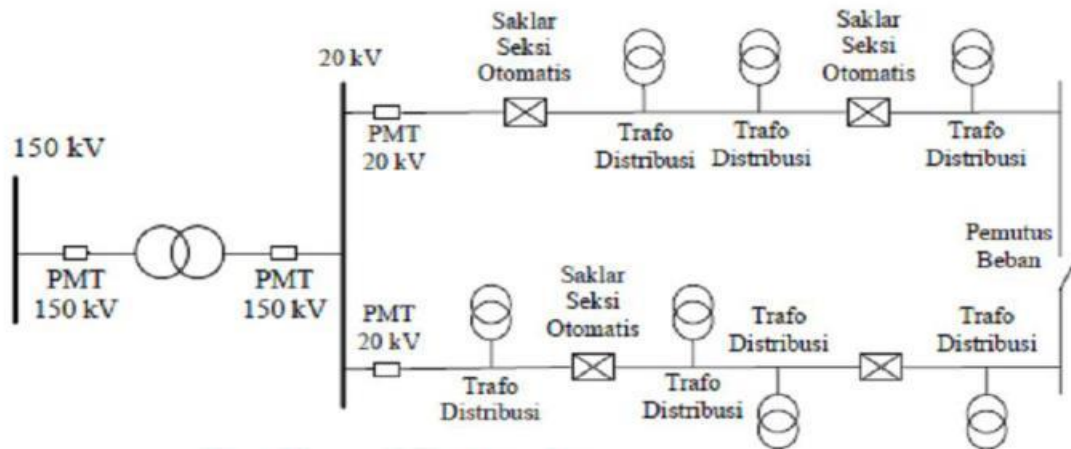 Saklar
Seksi
Otomatis
Saklar
Seksi
Otomatis
20 kV
PMT
20 kV
Trafo
Distribusi
Trafo
Distribusi
Trafo
Distribusi
150 kV
PMT
150 kV
PMT
150 kV
Pemutus
Beban
PMT
20 kV
Saklar
Seksi
Otomatis
Trafo
Distribusi
Trafo
Distribusi
Trafo
Distribusi
Trafo
Distribusi